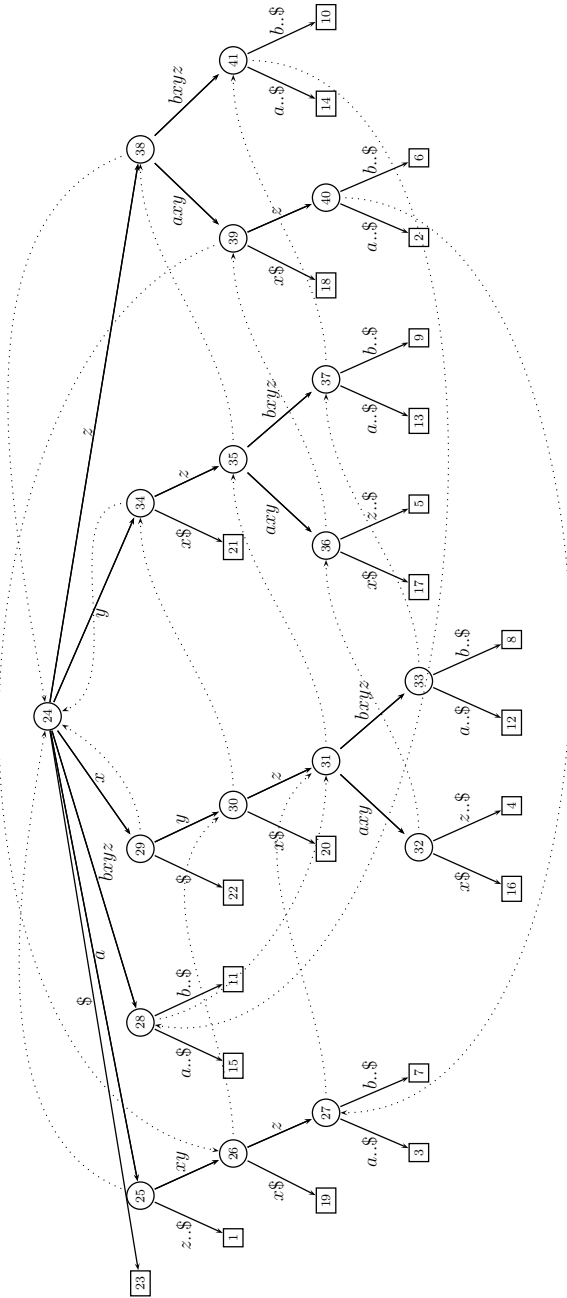 24
$ a bxyz x y z
23 25 28 29 34 38
z..$ xy a..$ b..$ $ y x$ z axy bxyz
1 26 15 11 22 30 21 35 39 41
x$ z x$ z axy bxyz x$ z a..$ b..$
19 27 20 31 36 37 18 40 14 10
a..$ b..$ axy bxyz x$ z..$ a..$ b..$ a..$ b..$
3 7 32 33 17 5 13 9 2 6
x$ z..$ a..$ b..$
16 4 12 8